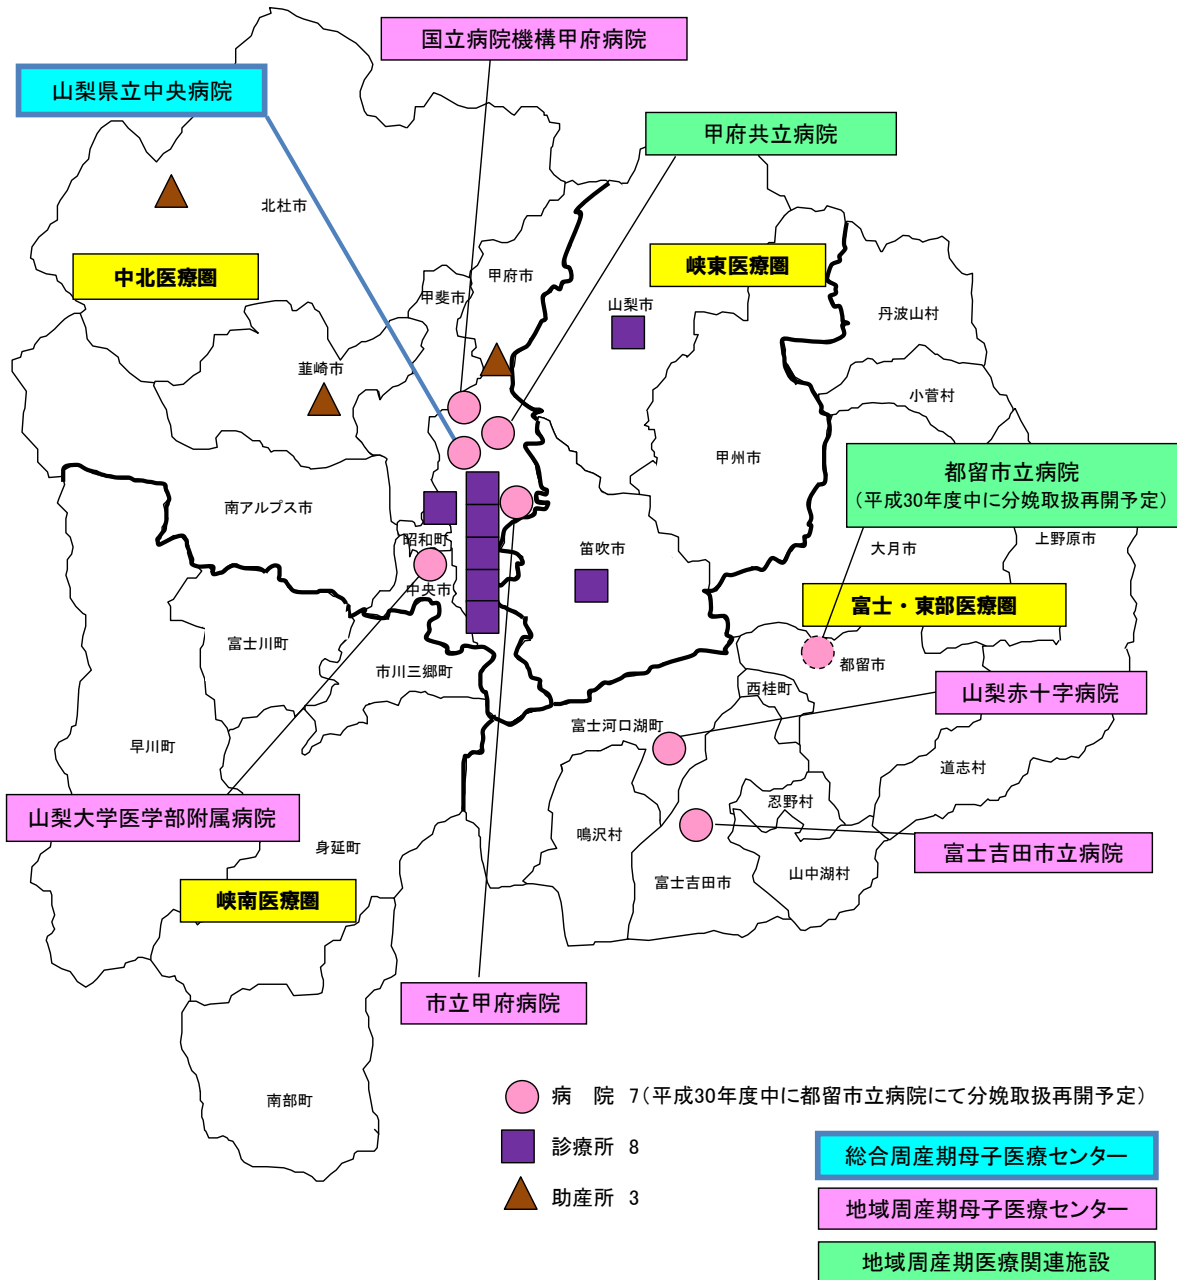 国立病院機構甲府病院
山梨県立中央病院
甲府共立病院
北杜市
中北医療圏
峡東医療圏
甲府市
甲斐市
山梨市
丹波山村
韮崎市
小菅村
甲州市
都留市立病院
(平成30年度中に分娩取扱再開予定)
南アルプス市
昭和町
笛吹市
大月市
上野原市
中央市
富士・東部医療圏
富士川町
市川三郷町
都留市
西桂町
山梨赤十字病院
富士河口湖町
早川町
道志村
忍野村
山梨大学医学部附属病院
鳴沢村
身延町
富士吉田市立病院
山中湖村
富士吉田市
峡南医療圏
市立甲府病院
南部町
病　院 7(平成30年度中に都留市立病院にて分娩取扱再開予定)
診療所 8
助産所 3
総合周産期母子医療センター
地域周産期母子医療センター
地域周産期医療関連施設